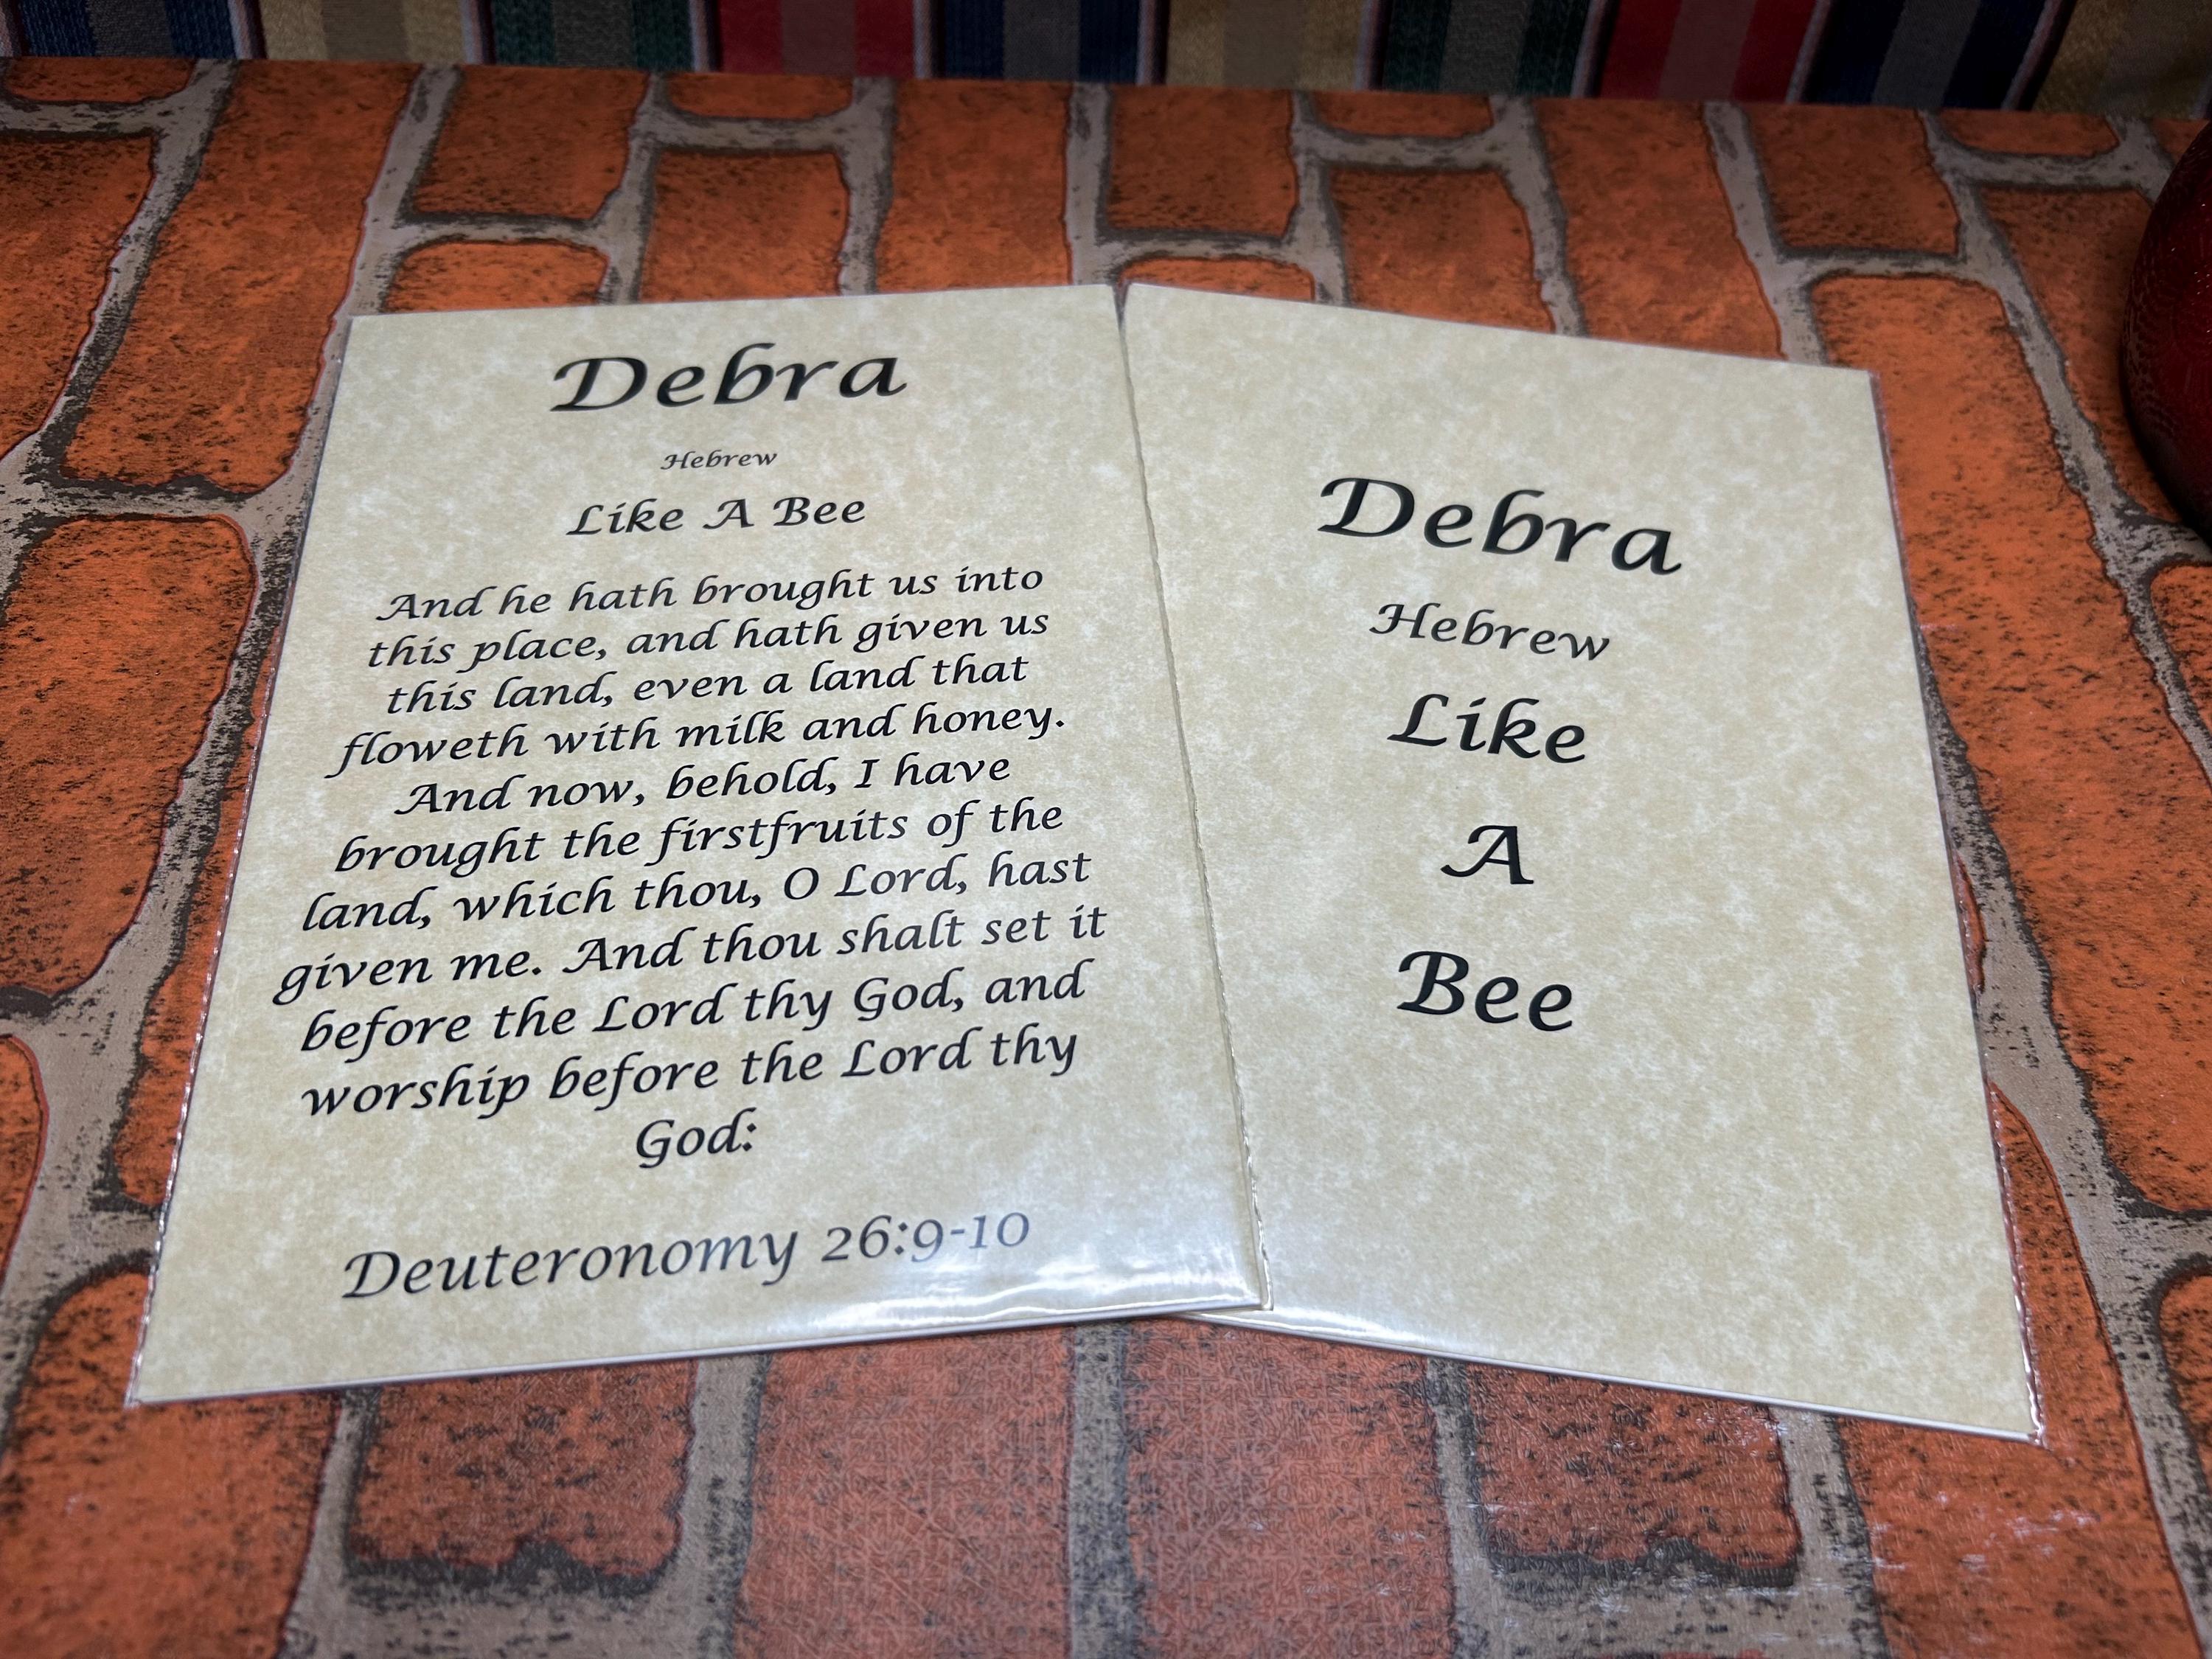 Debra
Hebrew
Like A Bee
And he hath brought us into
this place, and hath given us
this land, even a land that
floweth with milk and honey.
And now, behold, I have
brought the firstfruits of the
land, which thou, O Lord, hast
given me. And thou shalt set it
before the Lord thy God, and
worship before the Lord thy
God:
Deuteronomy 26:9-10
Debra
Hebrew
Like
A
Bee